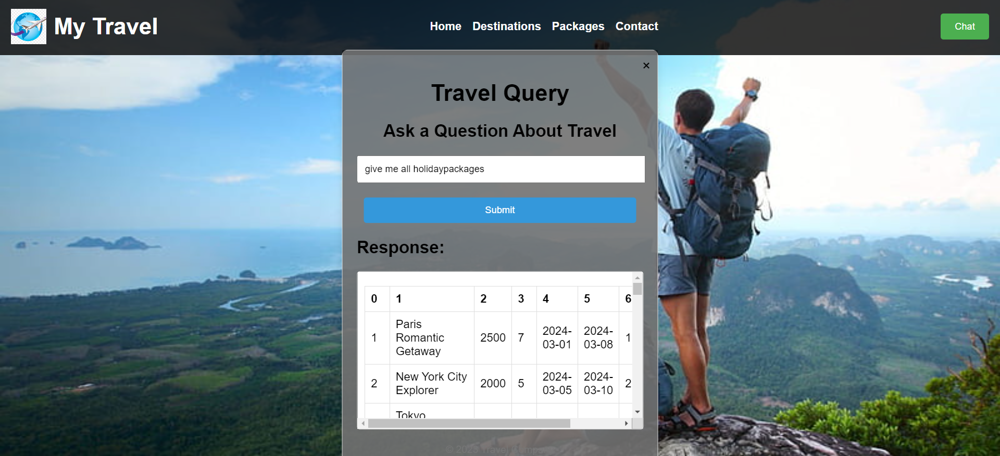 My Travel
Home Destinations Packages Contact
Chat
×
Travel Query
Ask a Question About Travel
give me all holidaypackages
Submit
Response:
0 1 2 3 4 5 6
1 Paris Romantic Getaway 2500 7 2024-03-01 2024-03-08 1
2 New York City Explorer 2000 5 2024-03-05 2024-03-10 2
Tokyo
© 2023 Travel